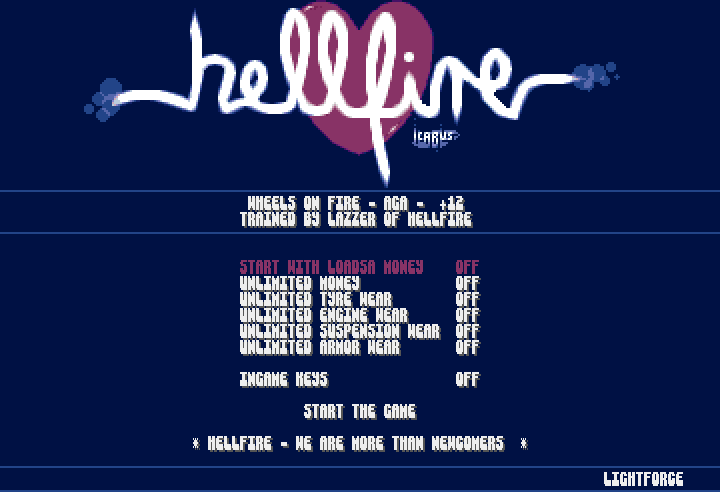 hellfire
ICARUS
WHEELS ON FIRE - AGA - +12
TRAINED BY LAZZER OF HELLFIRE
START WITH LOADSA MONEY OFF
UNLIMITED MONEY OFF
UNLIMITED TYRE WEAR OFF
UNLIMITED ENGINE WEAR OFF
UNLIMITED SUSPENSION WEAR OFF
UNLIMITED ARMOR WEAR OFF
INGAME KEYS OFF
START THE GAME
* HELLFIRE - WE ARE MORE THAN NEWCOMERS *
LIGHTFORCE